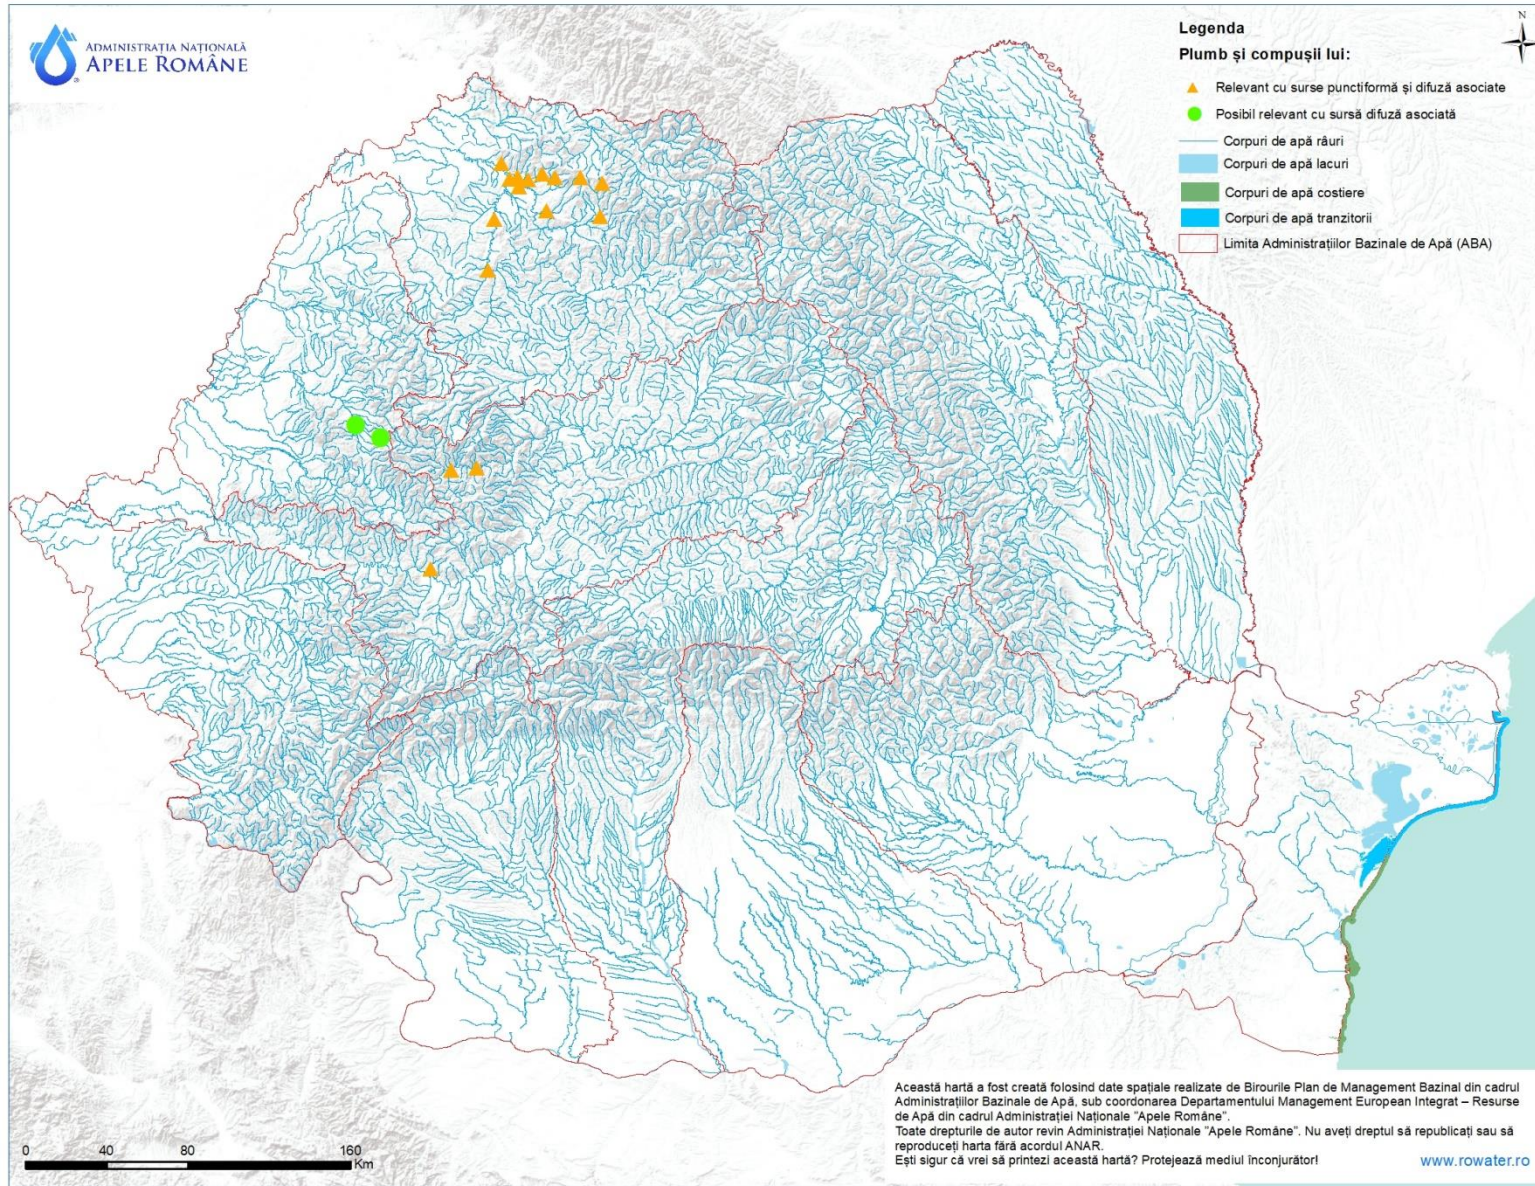 ADMINISTRAȚIA NAȚIONALĂ
APELE ROMÂNE
N
Legenda
Plumb și compușii lui:
Relevant cu surse punctiformă și difuză asociate
Posibil relevant cu sursă difuză asociată
Corpuri de apă râuri
Corpuri de apă lacuri
Corpuri de apă costiere
Corpuri de apă tranzitorii
Limita Administrațiilor Bazinale de Apă (ABA)
0 40 80 160
Km
Această hartă a fost creată folosind date spațiale realizate de Birourile Plan de Management Bazinal din cadrul
Administrațiilor Bazinale de Apă, sub coordonarea Departamentului Management European Integrat – Resurse
de Apă din cadrul Administrației Naționale "Apele Române".
Toate drepturile de autor revin Administrației Naționale "Apele Române". Nu aveți dreptul să republicați sau să
reproduceți harta fără acordul ANAR.
Ești sigur că vrei să printezi această hartă? Protejează mediul înconjurător!
www.rowater.ro